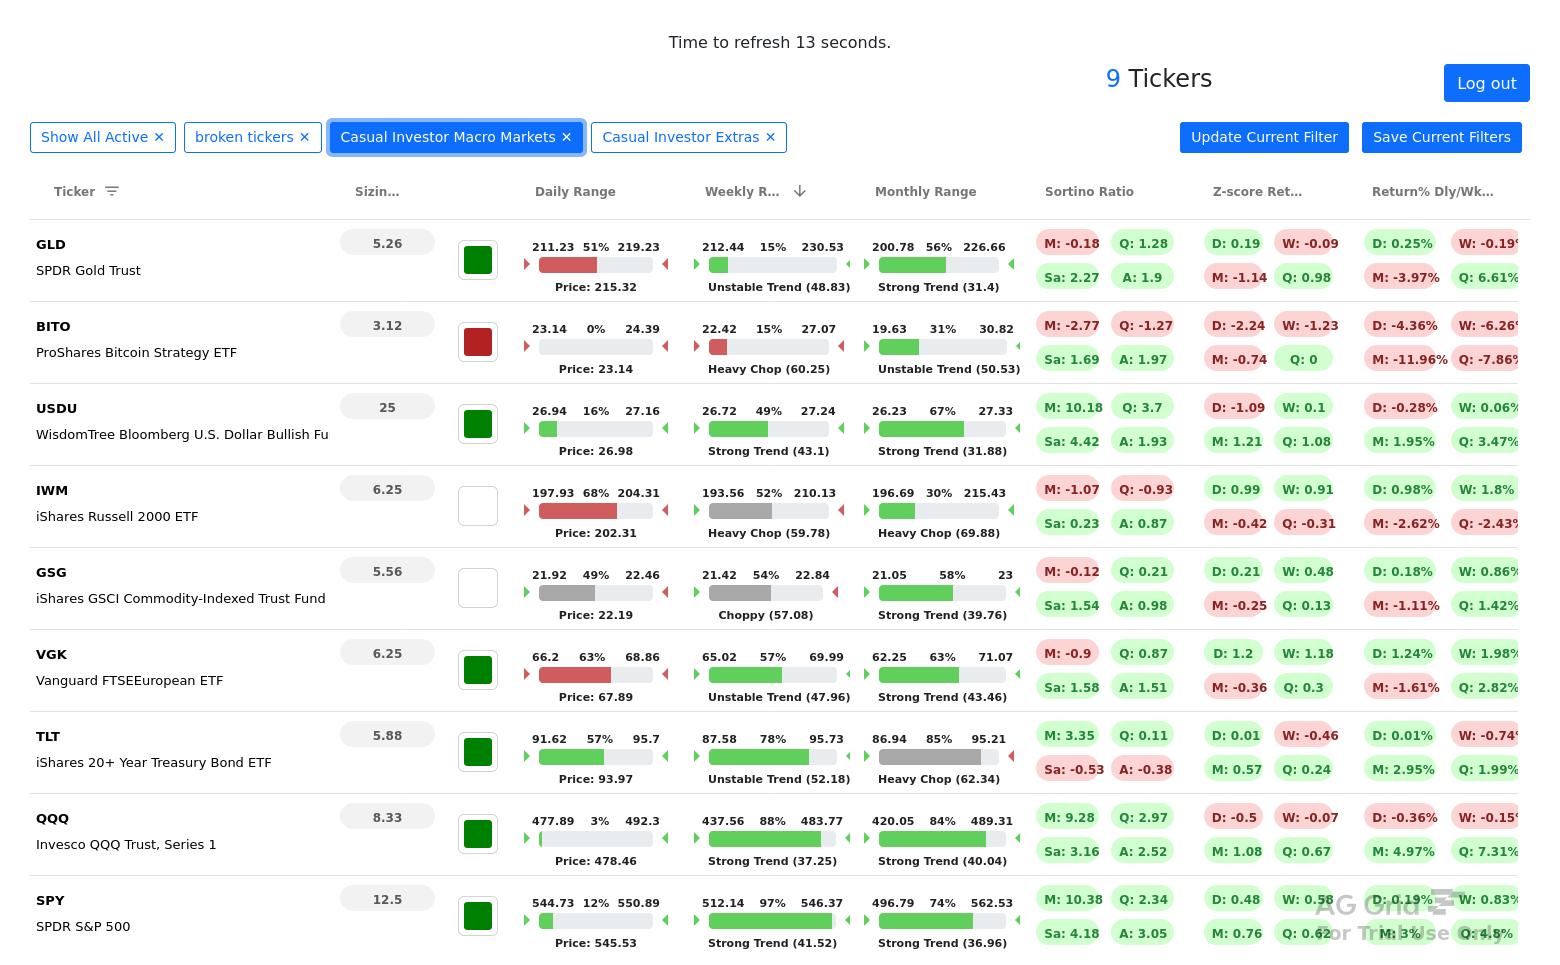 Time to refresh 13 seconds.
9 Tickers
Log out
Show All Active ✕ broken tickers ✕ Casual Investor Macro Markets ✕ Casual Investor Extras ✕ Update Current Filter Save Current Filters
Ticker Sizin... Daily Range Weekly R... Monthly Range Sortino Ratio Z-score Ret... Return% Dly/Wk...
GLD 5.26 211.23 51% 219.23 212.44 15% 230.53 200.78 56% 226.66 M: -0.18 Q: 1.28 D: 0.19 W: -0.09 D: 0.25% W: -0.19%
SPDR Gold Trust Sa: 2.27 A: 1.9 M: -1.14 Q: 0.98 M: -3.97% Q: 6.61%
Price: 215.32 Unstable Trend (48.83) Strong Trend (31.4)
BITO 3.12 23.14 0% 24.39 22.42 15% 27.07 19.63 31% 30.82 M: -2.77 Q: -1.27 D: -2.24 W: -1.23 D: -4.36% W: -6.26%
ProShares Bitcoin Strategy ETF Sa: 1.69 A: 1.97 M: -0.74 Q: 0 M: -11.96% Q: -7.86%
Price: 23.14 Heavy Chop (60.25) Unstable Trend (50.53)
USDU 25 26.94 16% 27.16 26.72 49% 27.24 26.23 67% 27.33 M: 10.18 Q: 3.7 D: -1.09 W: 0.1 D: -0.28% W: 0.06%
WisdomTree Bloomberg U.S. Dollar Bullish Fu Sa: 4.42 A: 1.93 M: 1.21 Q: 1.08 M: 1.95% Q: 3.47%
Price: 26.98 Strong Trend (43.1) Strong Trend (31.88)
IWM 6.25 197.93 68% 204.31 193.56 52% 210.13 196.69 30% 215.43 M: -1.07 Q: -0.93 D: 0.99 W: 0.91 D: 0.98% W: 1.8%
iShares Russell 2000 ETF Sa: 0.23 A: 0.87 M: -0.42 Q: -0.31 M: -2.62% Q: -2.43%
Price: 202.31 Heavy Chop (59.78) Heavy Chop (69.88)
GSG 5.56 21.92 49% 22.46 21.42 54% 22.84 21.05 58% 23 M: -0.12 Q: 0.21 D: 0.21 W: 0.48 D: 0.18% W: 0.86%
iShares GSCI Commodity-Indexed Trust Fund Sa: 1.54 A: 0.98 M: -0.25 Q: 0.13 M: -1.11% Q: 1.42%
Price: 22.19 Choppy (57.08) Strong Trend (39.76)
VGK 6.25 66.2 63% 68.86 65.02 57% 69.99 62.25 63% 71.07 M: -0.9 Q: 0.87 D: 1.2 W: 1.18 D: 1.24% W: 1.98%
Vanguard FTSEEuropean ETF Sa: 1.58 A: 1.51 M: -0.36 Q: 0.3 M: -1.61% Q: 2.82%
Price: 67.89 Unstable Trend (47.96) Strong Trend (43.46)
TLT 5.88 91.62 57% 95.7 87.58 78% 95.73 86.94 85% 95.21 M: 3.35 Q: 0.11 D: 0.01 W: -0.46 D: 0.01% W: -0.74%
iShares 20+ Year Treasury Bond ETF Sa: -0.53 A: -0.38 M: 0.57 Q: 0.24 M: 2.95% Q: 1.99%
Price: 93.97 Unstable Trend (52.18) Heavy Chop (62.34)
QQQ 8.33 477.89 3% 492.3 437.56 88% 483.77 420.05 84% 489.31 M: 9.28 Q: 2.97 D: -0.5 W: -0.07 D: -0.36% W: -0.15%
Invesco QQQ Trust, Series 1 Sa: 3.16 A: 2.52 M: 1.08 Q: 0.67 M: 4.97% Q: 7.31%
Price: 478.46 Strong Trend (37.25) Strong Trend (40.04)
SPY 12.5 544.73 12% 550.89 512.14 97% 546.37 496.79 74% 562.53 M: 10.38 Q: 2.34 D: 0.48 W: 0.58 D: 0.19% W: 0.83%
AG Grid
SPDR S&P 500 Sa: 4.18 A: 3.05 M: 0.76 Q: 0.62 M: 3% Q: 4.8%
For Trial Use Only
Price: 545.53 Strong Trend (41.52) Strong Trend (36.96)